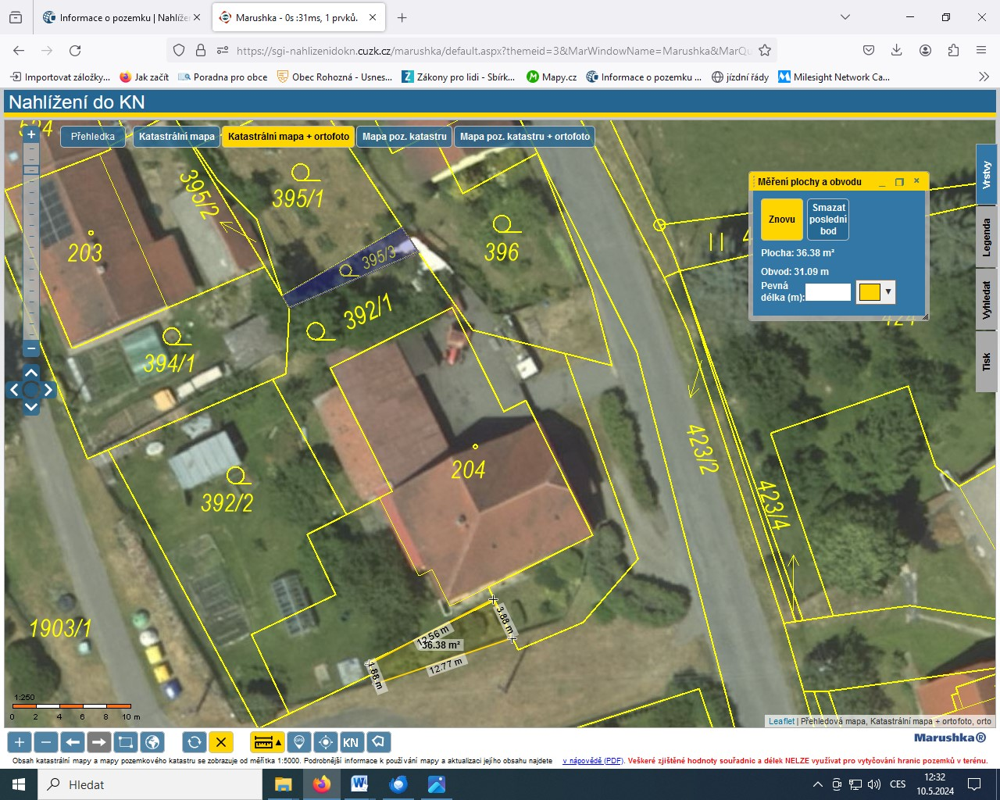 Informace o pozemku | Nahlíže
Marushka - 0s :31ms, 1 prvků.
https://sgi-nahlizenidokn.cuzk.cz/marushka/default.aspx?themeid=3&MarWindowName=Marushka&MarQu
Importovat záložky...
Jak začít
Poradna pro obce
Obec Rohozná - Usnes...
Zákony pro lidi - Sbírk...
Mapy.cz
Informace o pozemku ...
jízdní řády
Milesight Network Ca...
Nahlížení do KN
Přehledka
Katastrální mapa
Katastrální mapa + ortofoto
Mapa poz. katastru
Mapa poz. katastru + ortofoto
524
395/2
395/1
203
395/3
396
392/1
394/1
204
392/2
423/2
423/4
424
1903/1
Měření plochy a obvodu
Znovu
Smazat poslední bod
Plocha: 36.38 m²
Obvod: 31.09 m
Pevná délka (m):
Vrstvy
Legenda
Vyhledat
Tisk
3.88 m
12.56 m
36.38 m²
12.77 m
1.88 m
1:250
0 2 4 6 8 10 m
Leaflet | Přehledová mapa, Katastrální mapa + ortofoto, orto
GPS
KN
Marushka®
Obsah katastrální mapy a mapy pozemkového katastru se zobrazuje od měřítka 1:5000. Podrobnější informace k používání mapy a aktualizaci jejího obsahu najdete v nápovědě (PDF). Veškeré zjištěné hodnoty souřadnic a délek NELZE využívat pro vytyčování hranic pozemků v terénu.
Hledat
CES
12:32
10.5.2024